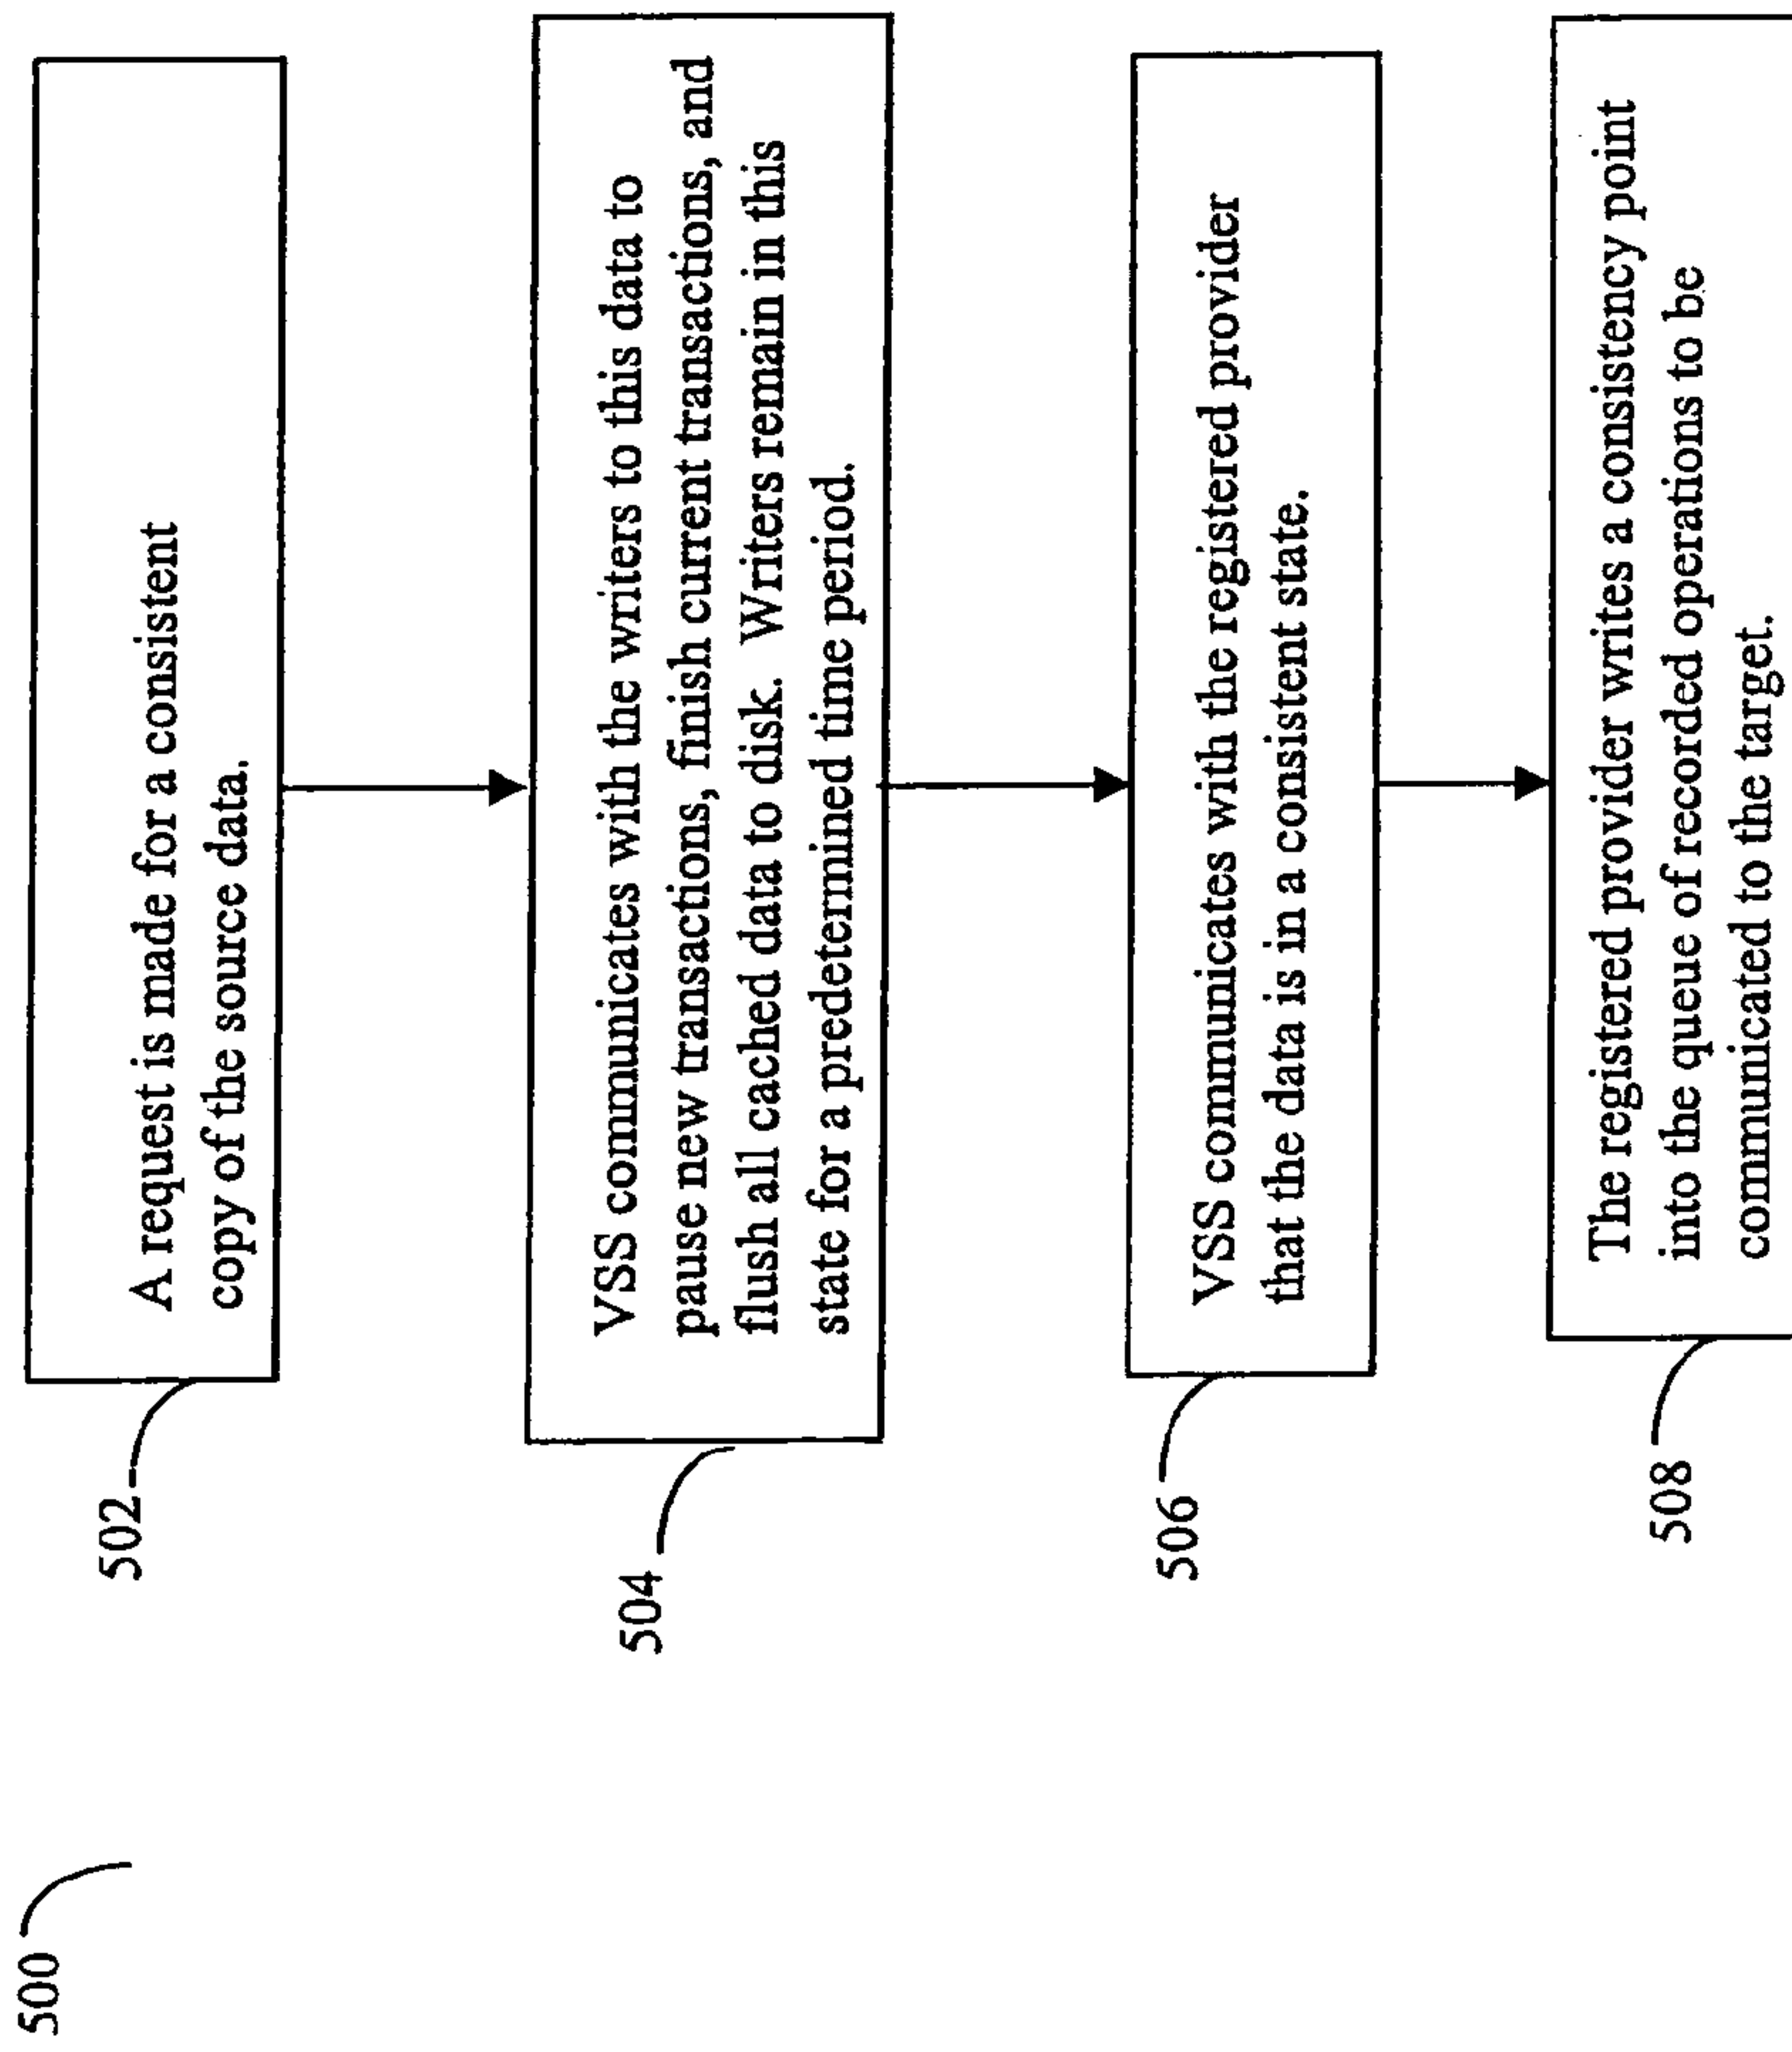 500
502
A request is made for a consistent
copy of the source data.
504
VSS communicates with the writers to this data to
pause new transactions, finish current transactions, and
flush all cached data to disk. Writers remain in this
state for a predetermined time period.
506
VSS communicates with the registered provider
that the data is in a consistent state.
508
The registered provider writes a consistency point
into the queue of recorded operations to be
communicated to the target.